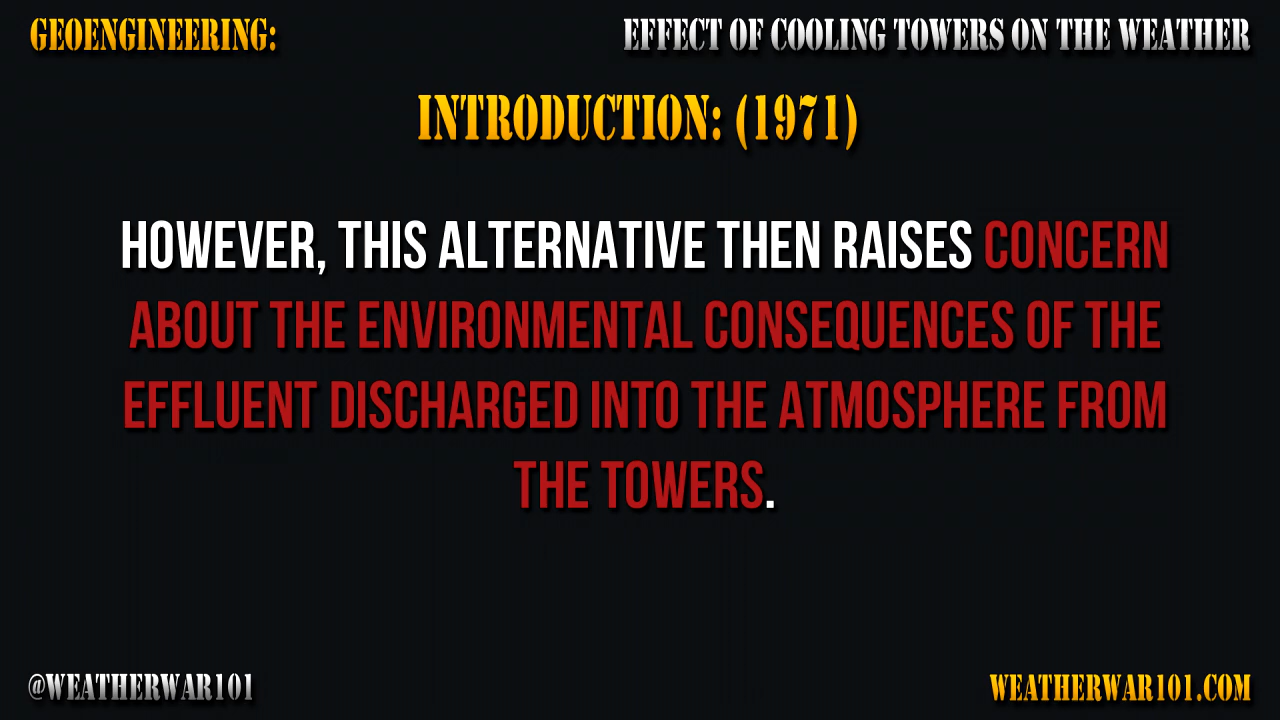 GEOENGINEERING:
EFFECT OF COOLING TOWERS ON THE WEATHER
INTRODUCTION: (1971)
HOWEVER, THIS ALTERNATIVE THEN RAISES CONCERN
ABOUT THE ENVIRONMENTAL CONSEQUENCES OF THE
EFFLUENT DISCHARGED INTO THE ATMOSPHERE FROM
THE TOWERS.
@WEATHERWAR101
WEATHERWAR101.COM